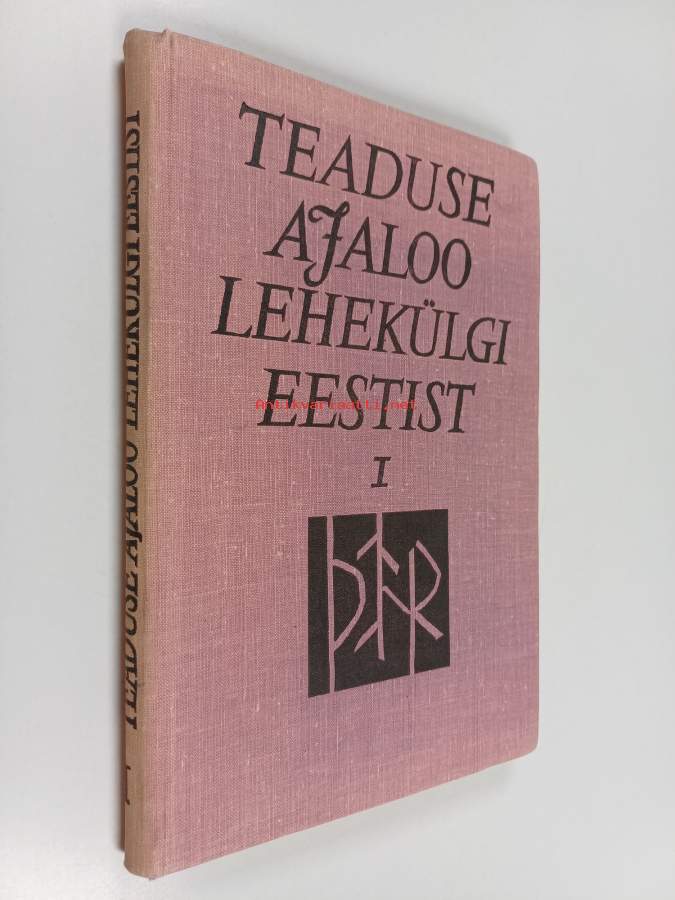 TEADUSE
AJALOO
LEHEKÜLGI
EESTIST
Antikvariaatti.net
I
TEADUSE AJALOO LEHEKÜLGI EESTIST
I